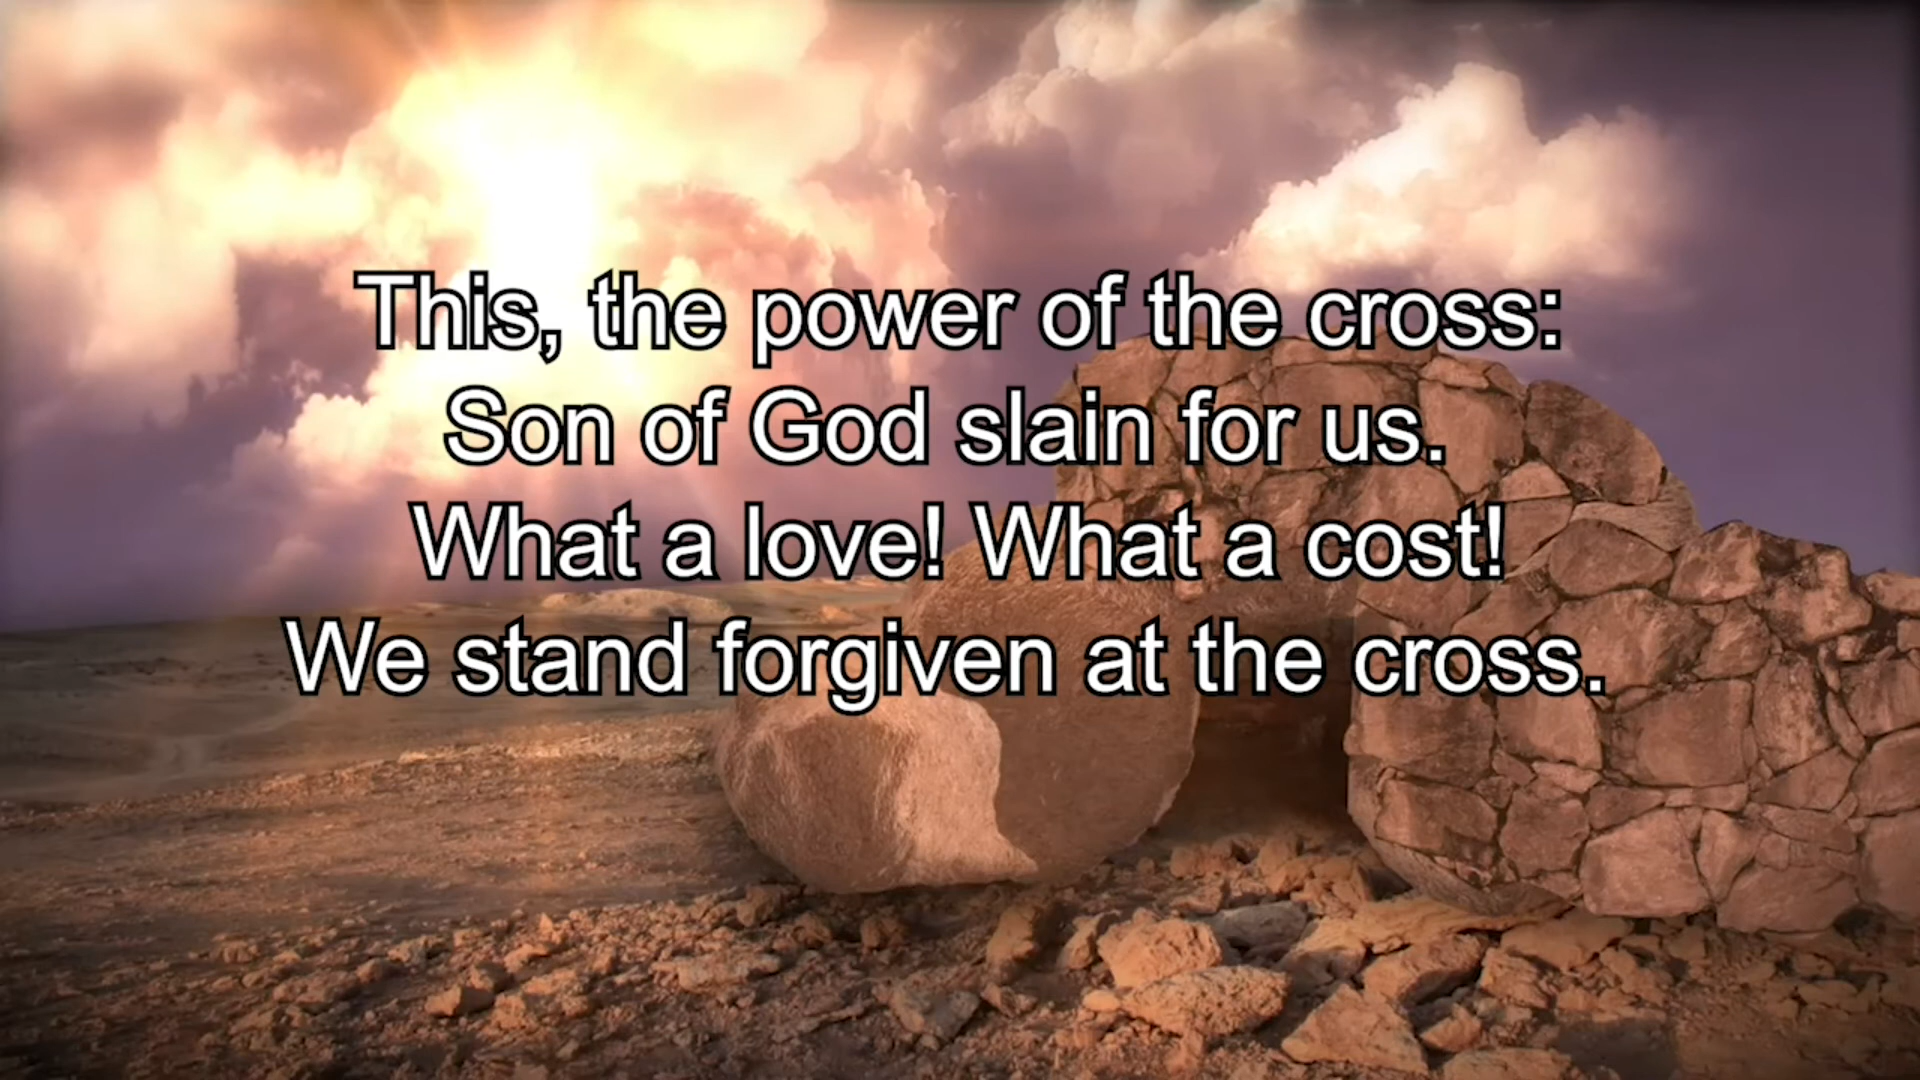 This, the power of the cross:
Son of God slain for us.
What a love! What a cost!
We stand forgiven at the cross.